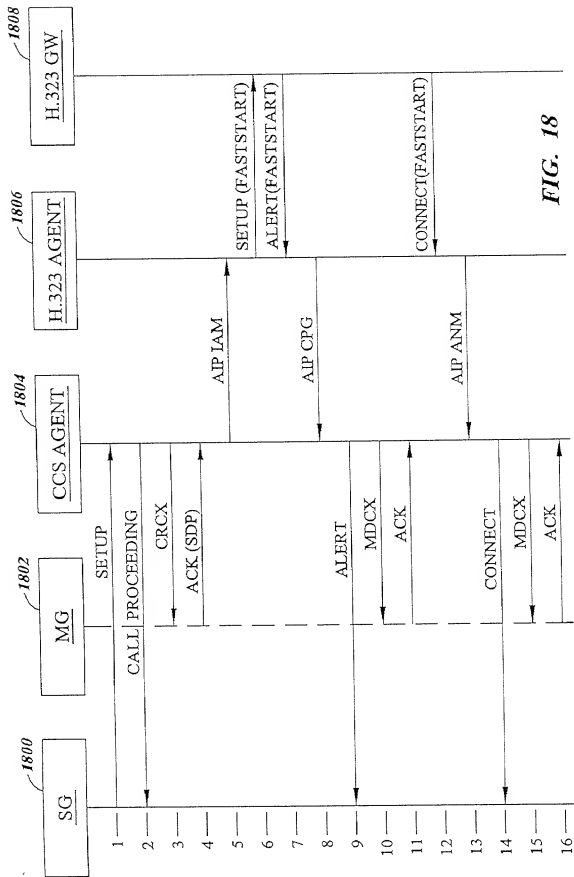 1800
SG
1802
MG
1804
CCS AGENT
1806
H.323 AGENT
1808
H.323 GW
1
SETUP
2
CALL PROCEEDING
3
CRCX
4
ACK (SDP)
5
AIP IAM
6
SETUP (FASTSTART)
7
ALERT(FASTSTART)
8
AIP CPG
9
ALERT
10
MDCX
11
ACK
12
CONNECT(FASTSTART)
13
AIP ANM
14
CONNECT
15
MDCX
16
ACK
FIG. 18